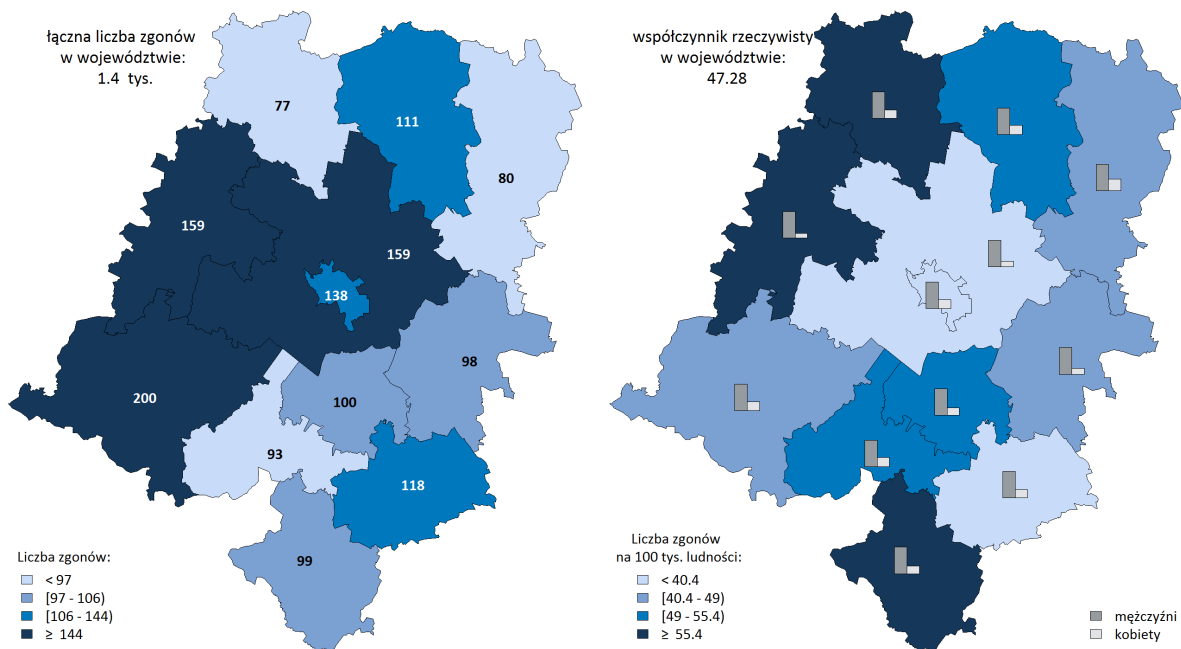 łączna liczba zgonów
w województwie:
1.4 tys.
77
111
80
159
159
138
98
200
100
93
118
99
Liczba zgonów:
< 97
[97 - 106)
[106 - 144)
≥ 144
współczynnik rzeczywisty
w województwie:
47.28
Liczba zgonów
na 100 tys. ludności:
< 40.4
[40.4 - 49)
[49 - 55.4)
≥ 55.4
mężczyźni
kobiety